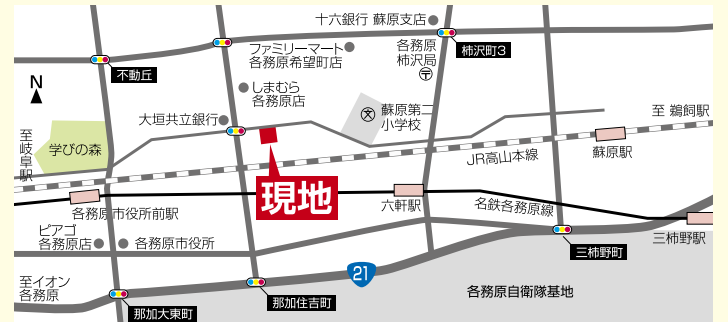 十六銀行 蘇原支店
ファミリーマート
各務原希望町店
各務原
柿沢局
柿沢町3
不動丘
N
しまむら
各務原店
大垣共立銀行
文
蘇原第二
小学校
至 鵜飼駅
至岐阜駅
学びの森
JR高山本線
蘇原駅
現地
各務原市役所前駅
六軒駅
名鉄各務原線
ピアゴ
各務原店
各務原市役所
三柿野町
三柿野駅
至イオン
各務原
21
那加大東町
那加住吉町
各務原自衛隊基地